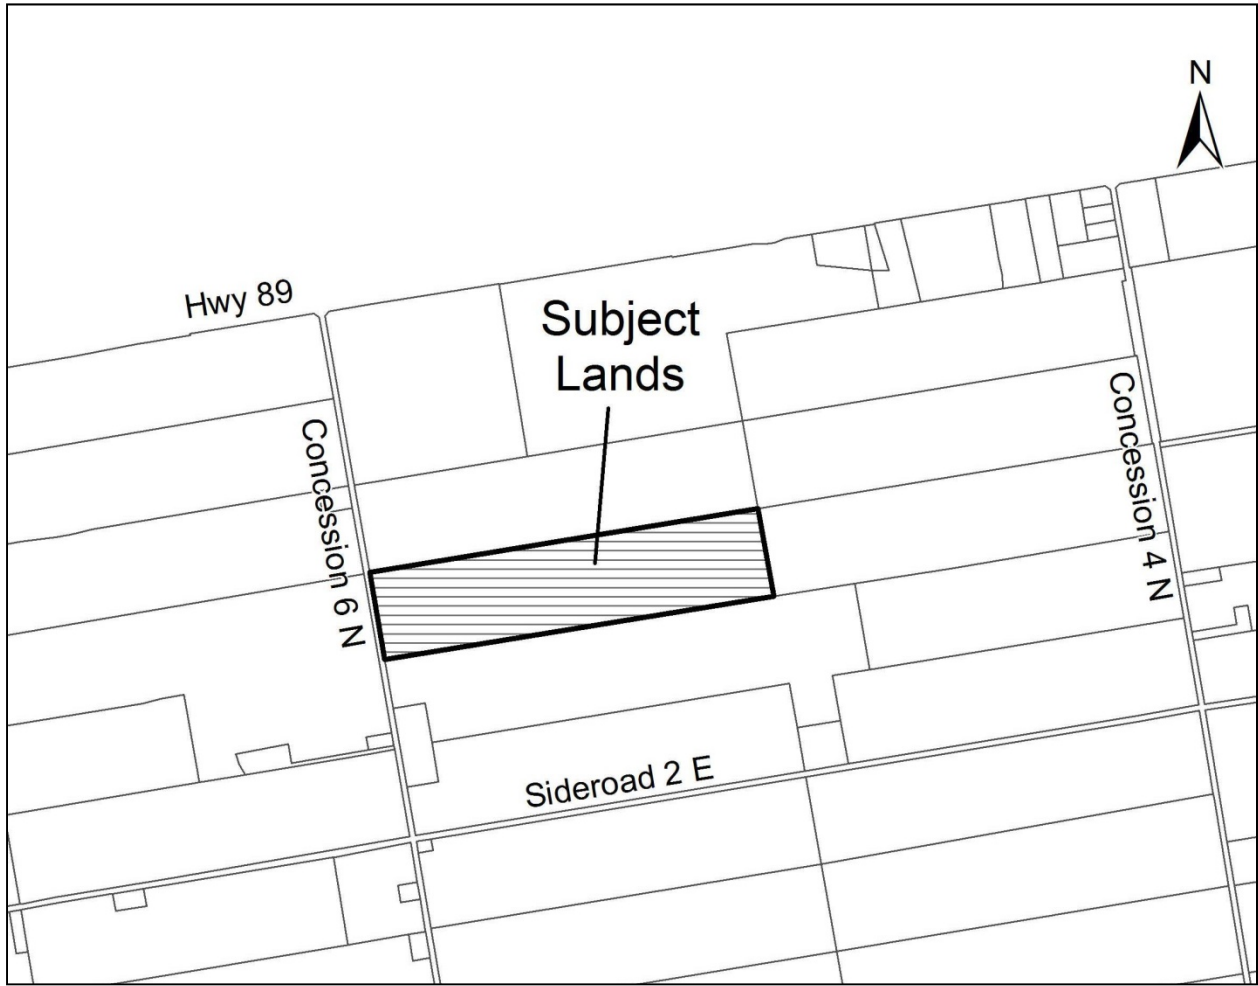 N
Hwy 89
Subject
Lands
Concession 6 N
Concession 4 N
Sideroad 2 E